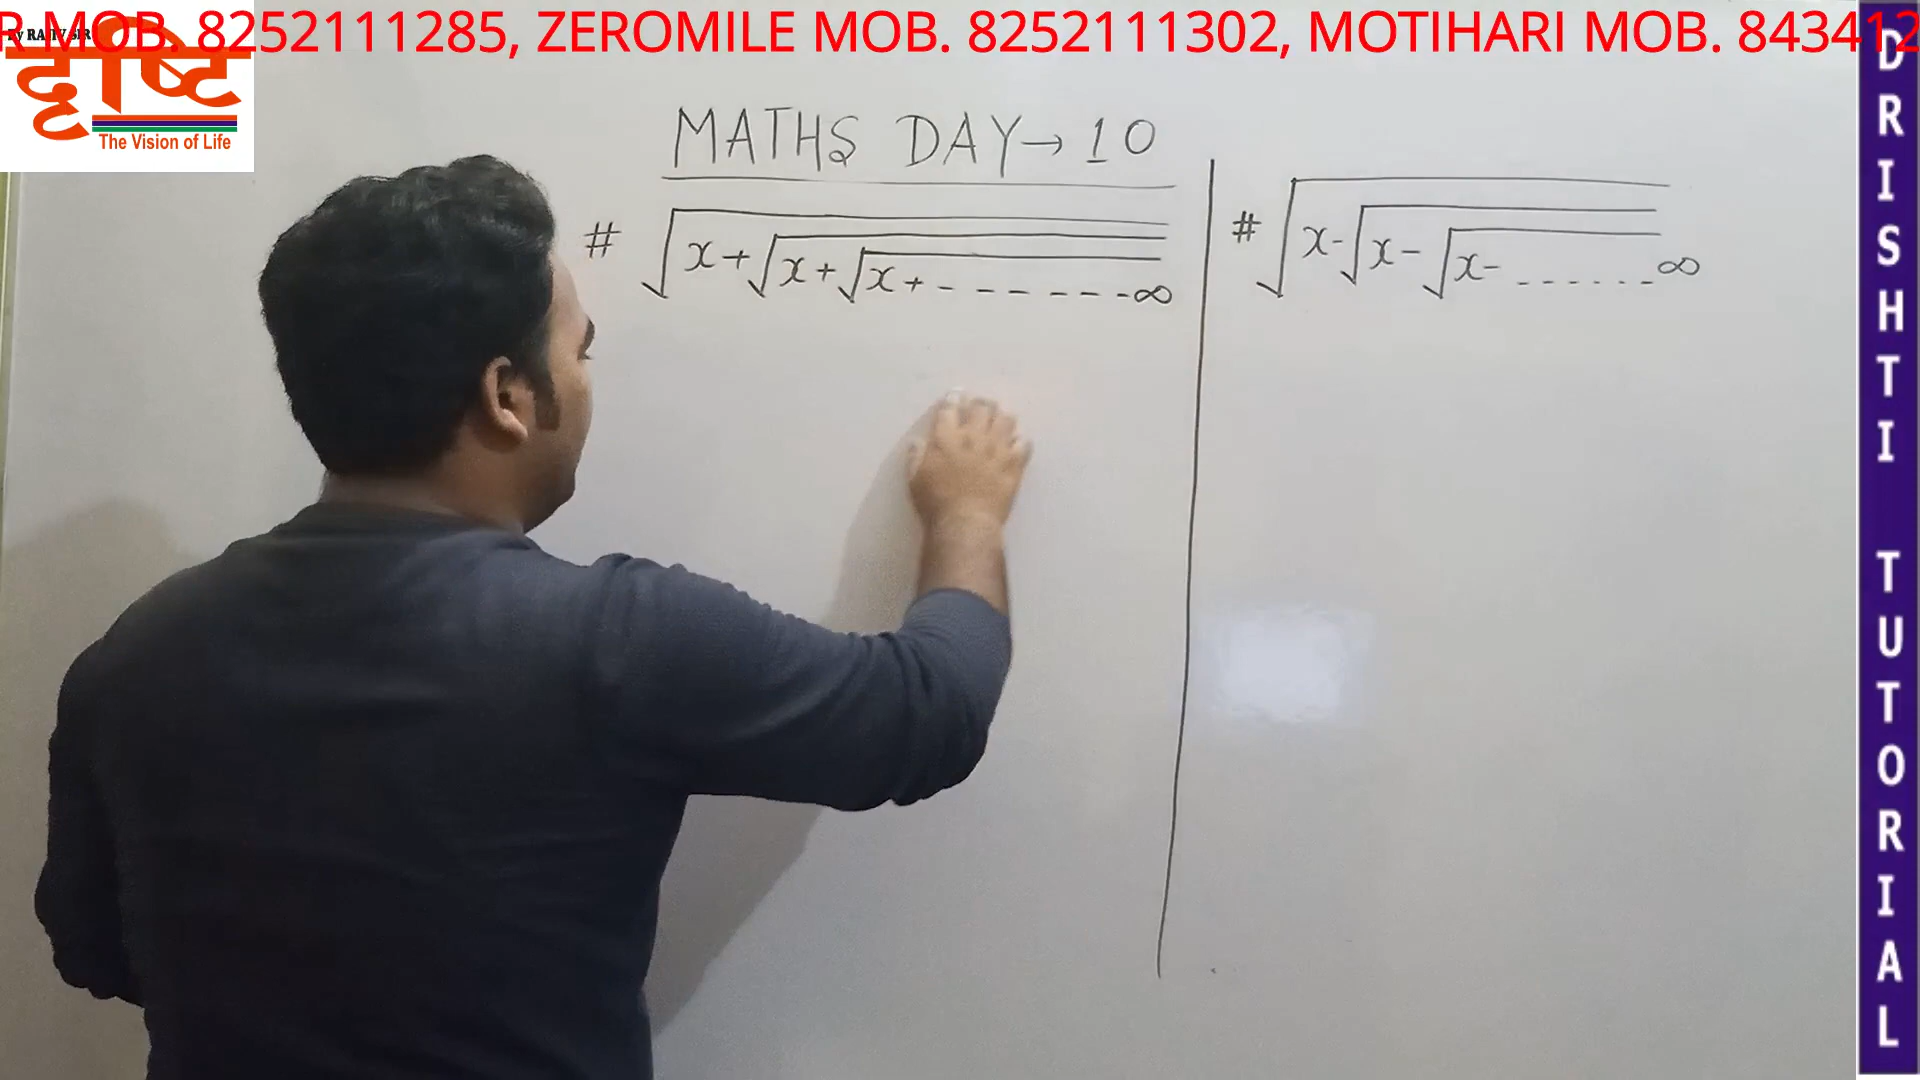 R MOB. 8252111285, ZEROMILE MOB. 8252111302, MOTIHARI MOB. 843412
दृष्टि
The Vision of Life
MATHS DAY→10
# √(x+√(x+√(x+-------∞
# √(x-√(x-√(x-------∞
DRISHTI TUTORIAL